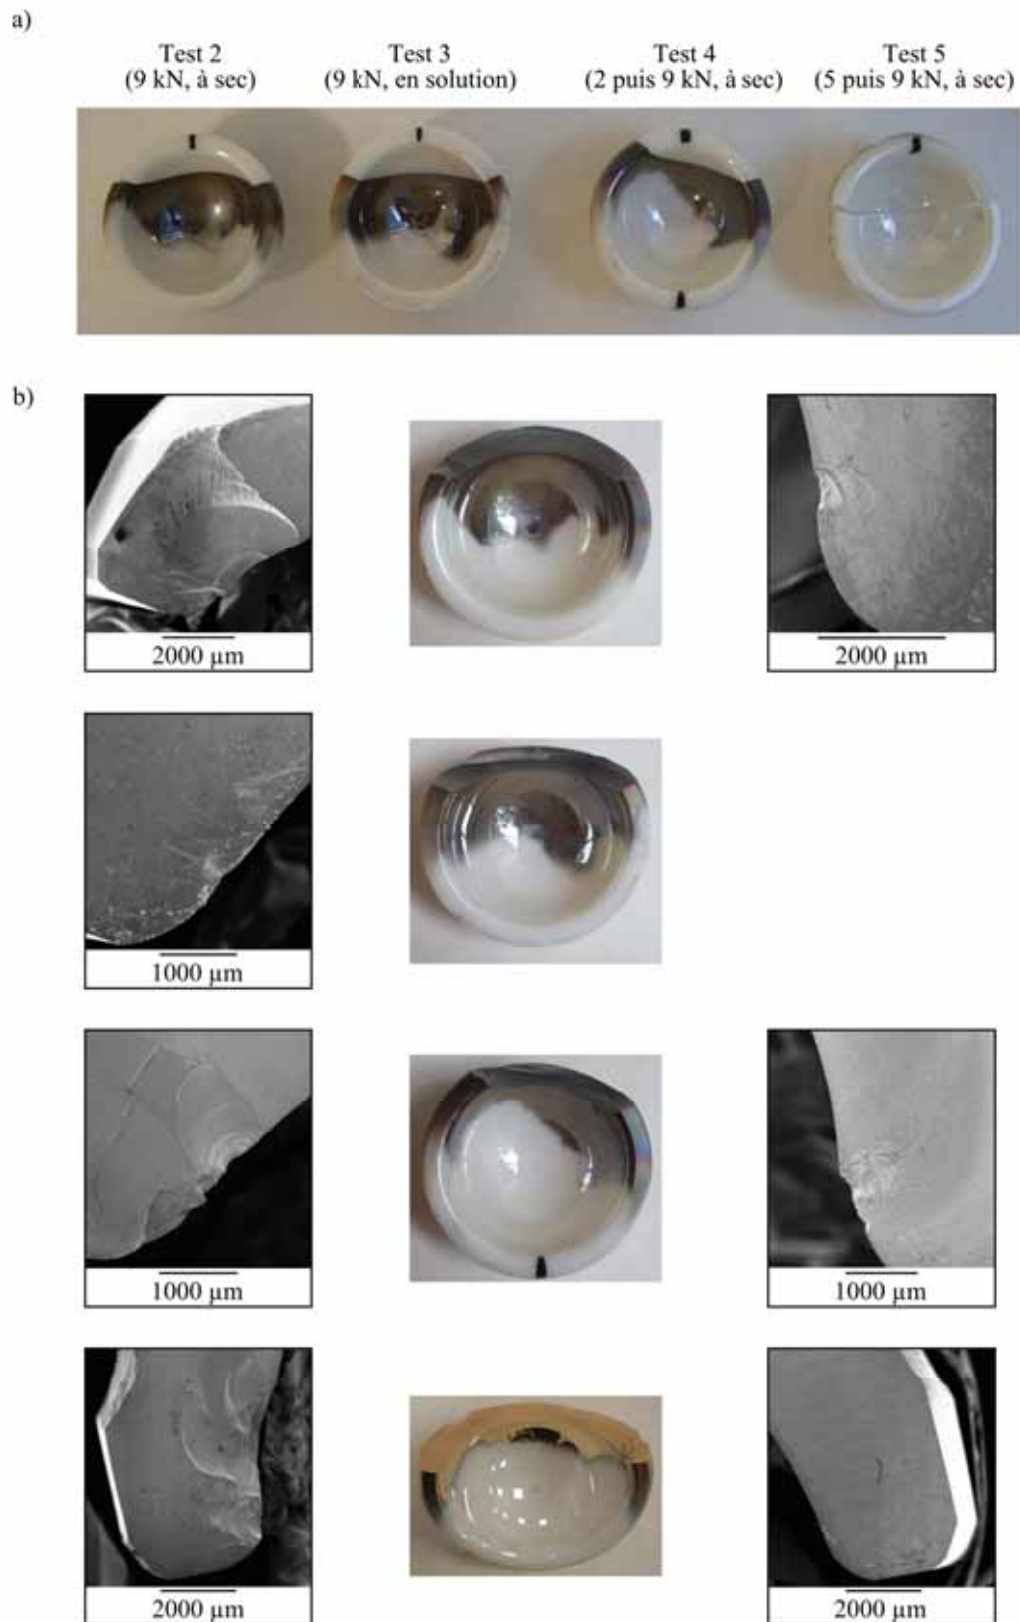 a)
Test 2
(9 kN, à sec)
Test 3
(9 kN, en solution)
Test 4
(2 puis 9 kN, à sec)
Test 5
(5 puis 9 kN, à sec)
b)
2000 µm
2000 µm
1000 µm
1000 µm
1000 µm
2000 µm
2000 µm